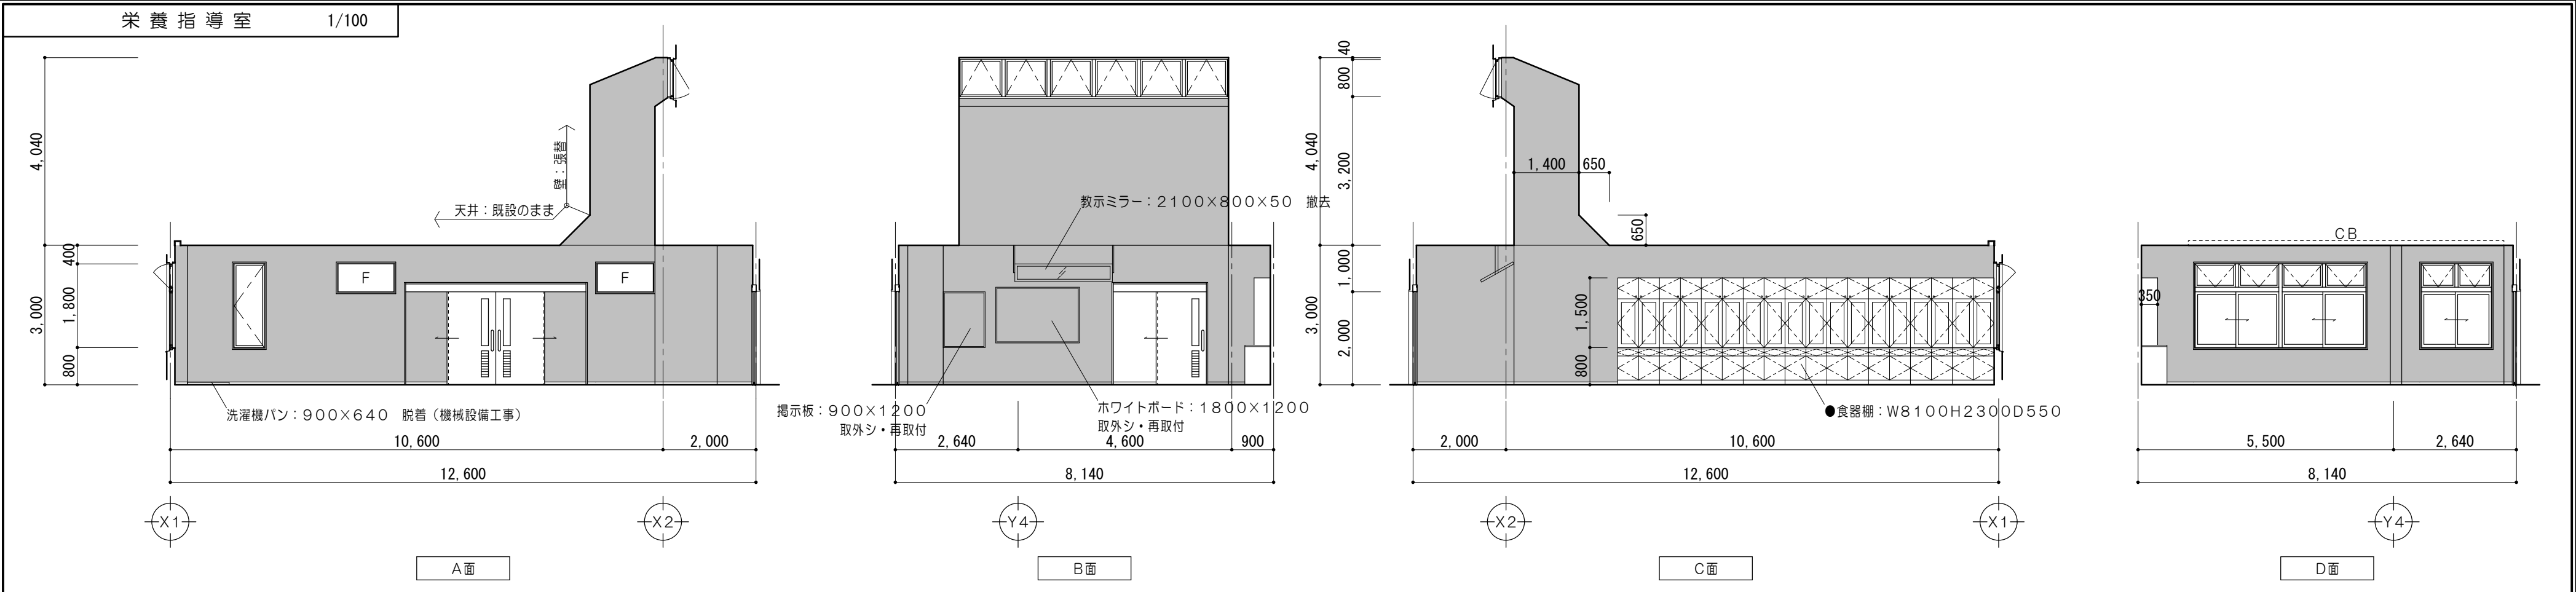 栄養指導室 1/100
4,040
3,000
400
1,800
800
壁：張替
天井：既設のまま
F
F
洗濯機パン：900×640 脱着（機械設備工事）
10,600
2,000
12,600
X1
X2
A面
教示ミラー：2100×800×50 撤去
掲示板：900×1200
取外シ・再取付
ホワイトボード：1800×1200
取外シ・再取付
2,640
4,600
900
8,140
Y4
B面
4,040
3,000
40
800
3,200
1,000
2,000
1,400
650
650
1,500
800
●食器棚：W8100H2300D550
2,000
10,600
12,600
X2
X1
C面
CB
350
5,500
2,640
8,140
Y4
D面